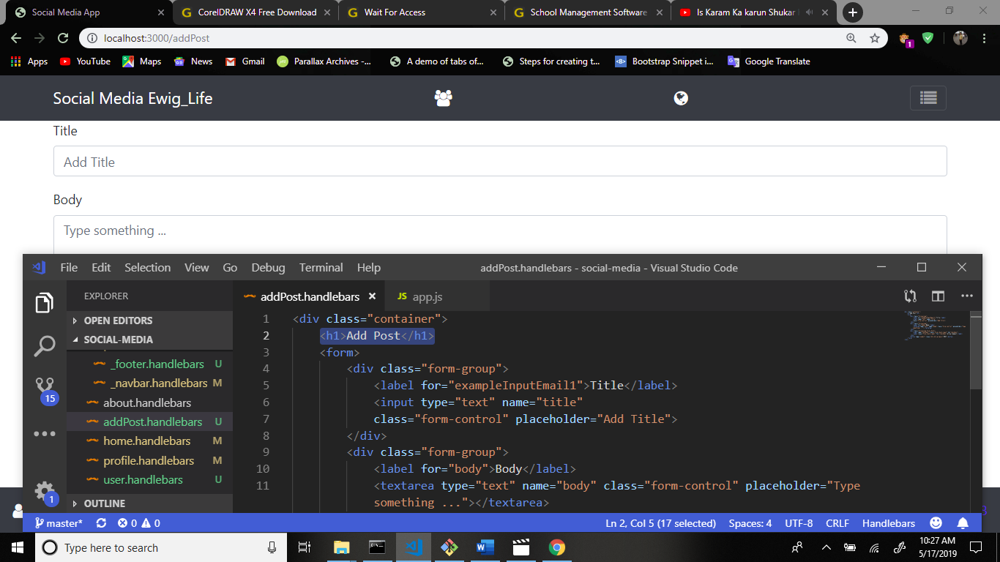 Social Media App
CorelDRAW X4 Free Download
Wait For Access
School Management Software
Is Karam Ka karun Shukar
localhost:3000/addPost
1
Apps
YouTube
Maps
News
Gmail
Parallax Archives -...
A demo of tabs of...
Steps for creating t...
Bootstrap Snippet i...
Google Translate
Social Media Ewig_Life
Title
Add Title
Body
Type something ...
File Edit Selection View Go Debug Terminal Help
addPost.handlebars - social-media - Visual Studio Code
EXPLORER
OPEN EDITORS
SOCIAL-MEDIA
_footer.handlebars U
_navbar.handlebars M
about.handlebars
addPost.handlebars U
home.handlebars M
profile.handlebars M
user.handlebars U
OUTLINE
15
1
addPost.handlebars
JS app.js
1 <div class="container">
2 <h1>Add Post</h1>
3 <form>
4 <div class="form-group">
5 <label for="exampleInputEmail1">Title</label>
6 <input type="text" name="title"
7 class="form-control" placeholder="Add Title">
8 </div>
9 <div class="form-group">
10 <label for="body">Body</label>
11 <textarea type="text" name="body" class="form-control" placeholder="Type
something ..."></textarea>
master* 0 0
Ln 2, Col 5 (17 selected) Spaces: 4 UTF-8 CRLF Handlebars
Type here to search
10:27 AM
5/17/2019